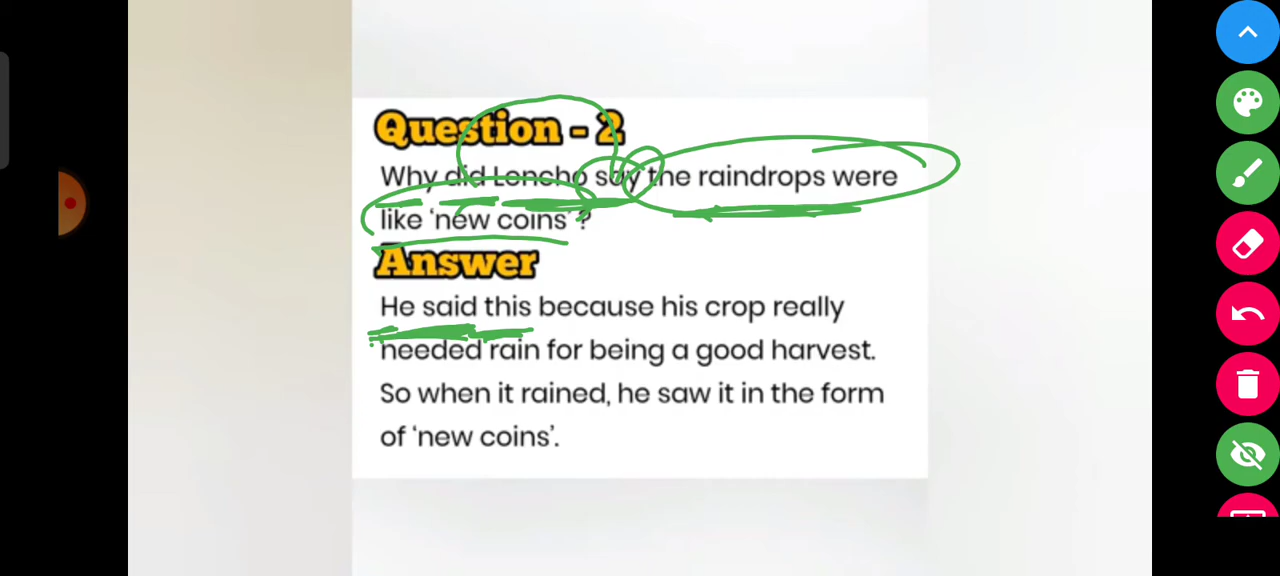 Question - 2
Why did Lencho say the raindrops were
like ‘new coins’ ?
Answer
He said this because his crop really
needed rain for being a good harvest.
So when it rained, he saw it in the form
of ‘new coins’.